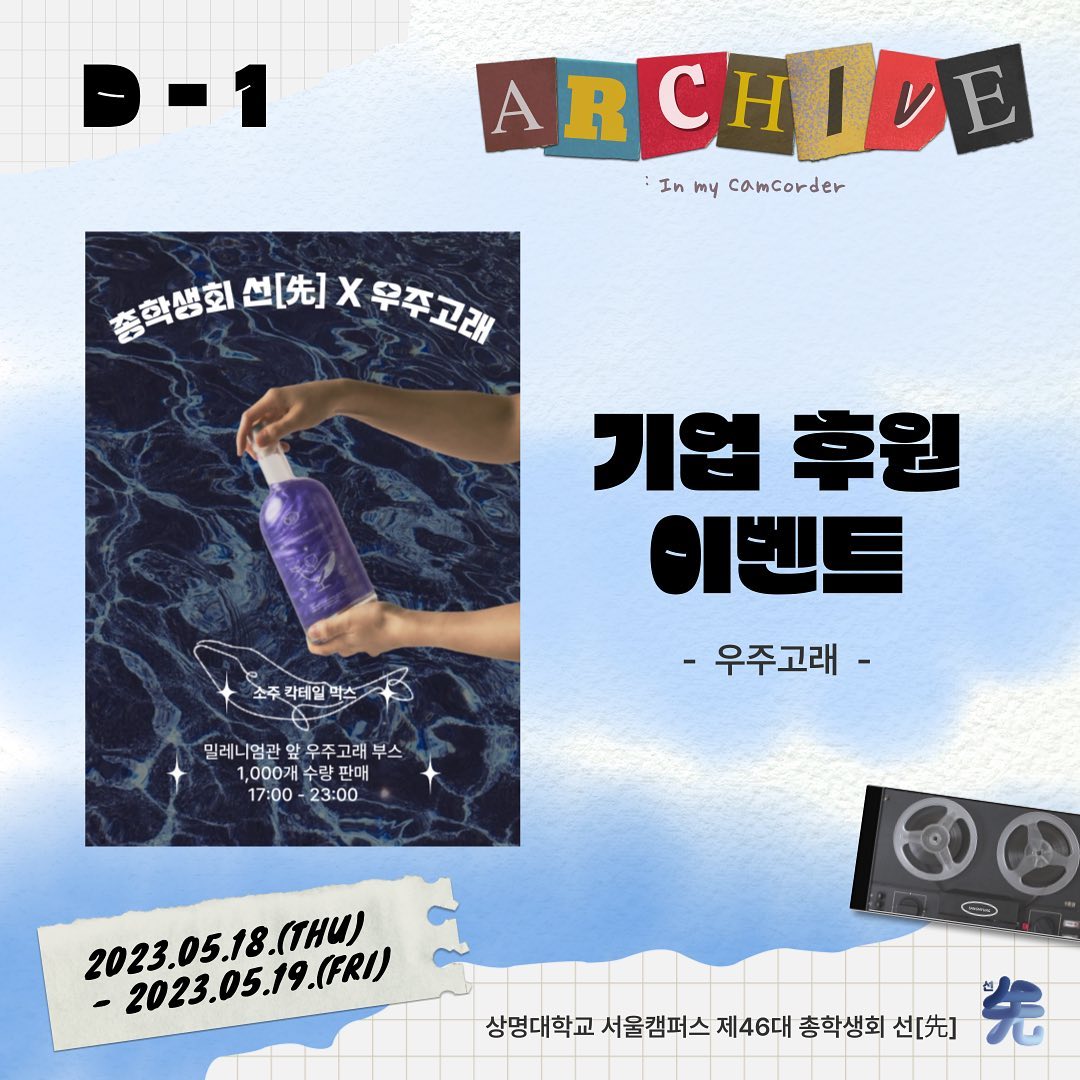 D-1
ARCHIVE
: In my Camcorder
총학생회 선[先] X 우주고래
기업 후원
이벤트
- 우주고래 -
소주 칵테일 믹스
밀레니엄관 앞 우주고래 부스
1,000개 수량 판매
17:00 - 23:00
2023.05.18.(THU)
- 2023.05.19.(FRI)
상명대학교 서울캠퍼스 제46대 총학생회 선[先]
선 先